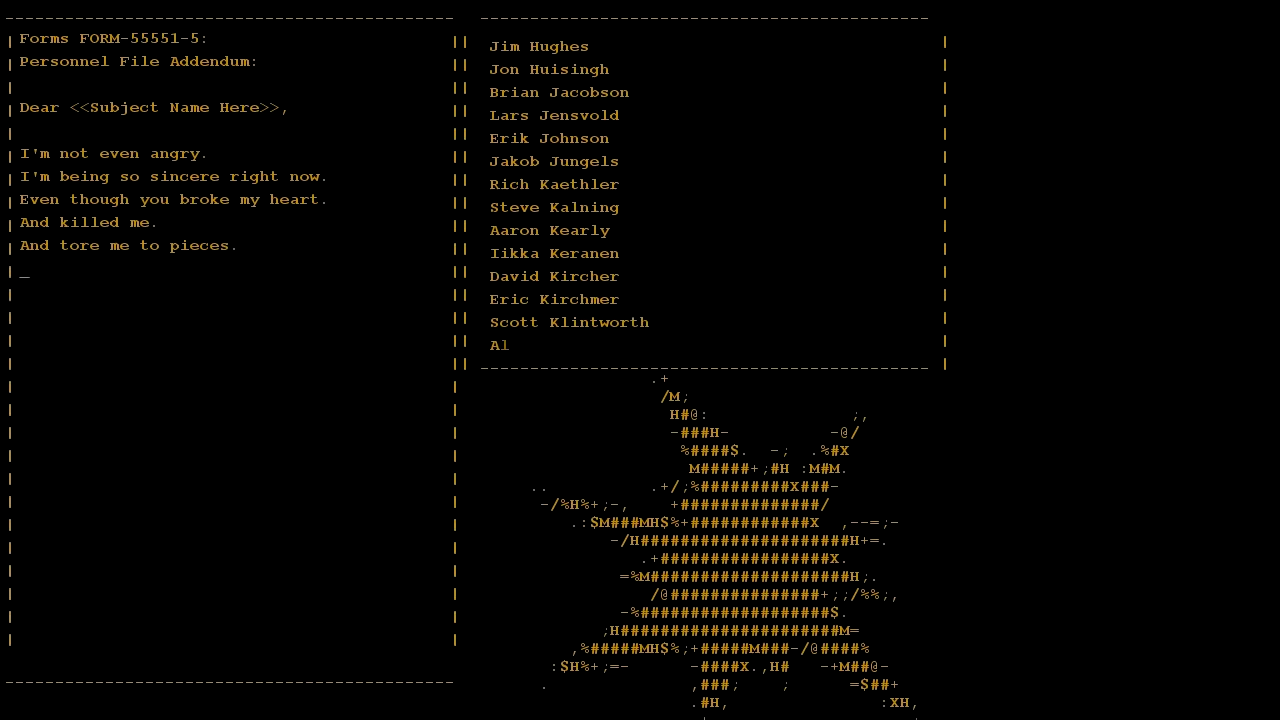 Forms FORM-55551-5:
Personnel File Addendum:
Dear <<Subject Name Here>>,
I'm not even angry.
I'm being so sincere right now.
Even though you broke my heart.
And killed me.
And tore me to pieces.
_
Jim Hughes
Jon Huisingh
Brian Jacobson
Lars Jensvold
Erik Johnson
Jakob Jungels
Rich Kaethler
Steve Kalning
Aaron Kearly
Iikka Keranen
David Kircher
Eric Kirchmer
Scott Klintworth
Al